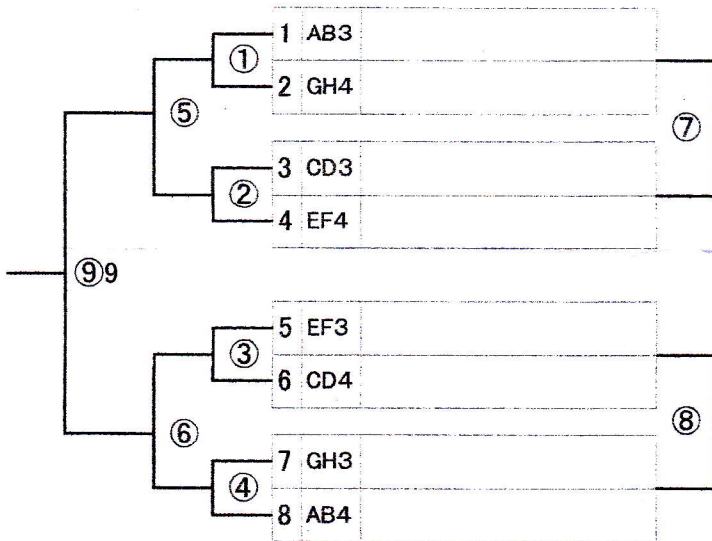 1 AB3
①
2 GH4
⑤
⑦
3 CD3
②
4 EF4
⑨9
5 EF3
③
6 CD4
⑥
⑧
7 GH3
④
8 AB4